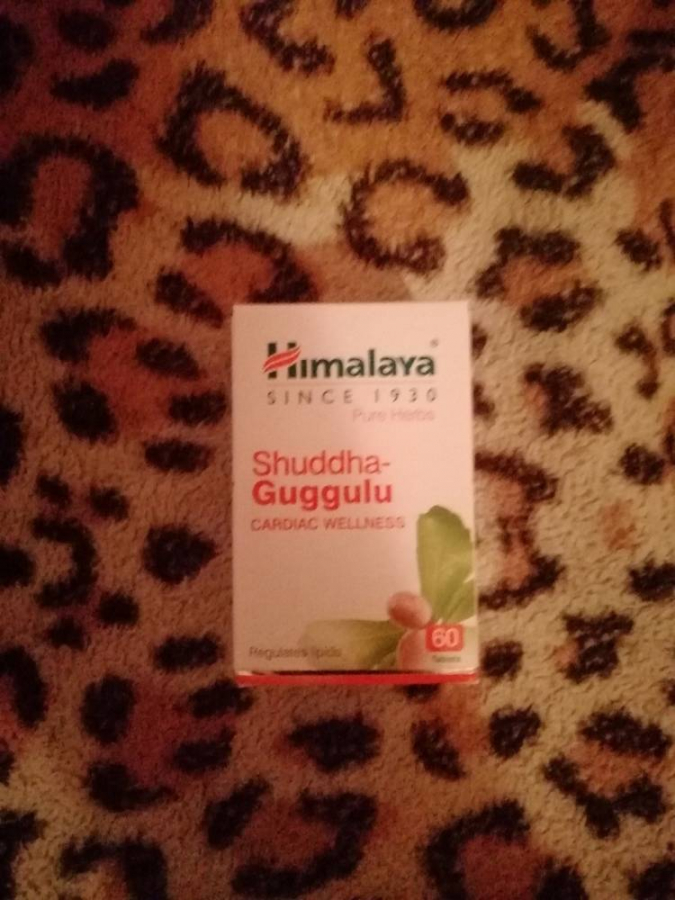 Himalaya®
SINCE 1930
Pure Herbs
Shuddha-
Guggulu
CARDIAC WELLNESS
60
Tablets
Regulates lipids